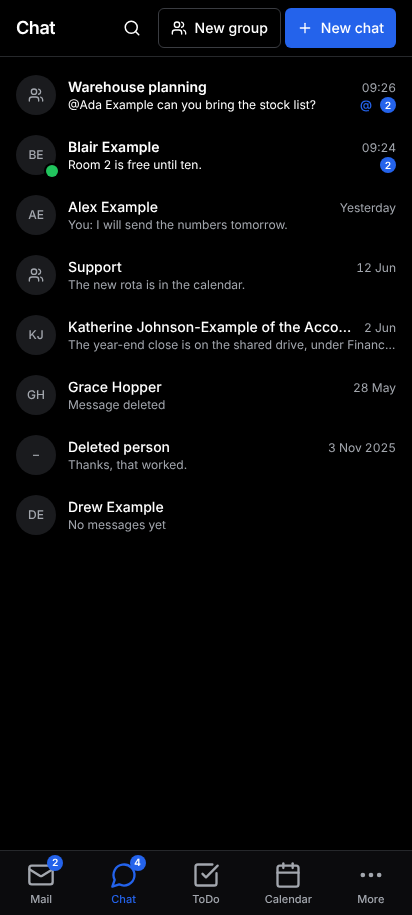 Chat
New group
New chat
Warehouse planning
09:26
@Ada Example can you bring the stock list?
@ 2
BE
Blair Example
09:24
Room 2 is free until ten.
2
AE
Alex Example
Yesterday
You: I will send the numbers tomorrow.
Support
12 Jun
The new rota is in the calendar.
KJ
Katherine Johnson-Example of the Acco...
2 Jun
The year-end close is on the shared drive, under Financ...
GH
Grace Hopper
28 May
Message deleted
–
Deleted person
3 Nov 2025
Thanks, that worked.
DE
Drew Example
No messages yet
2
Mail
4
Chat
ToDo
Calendar
More